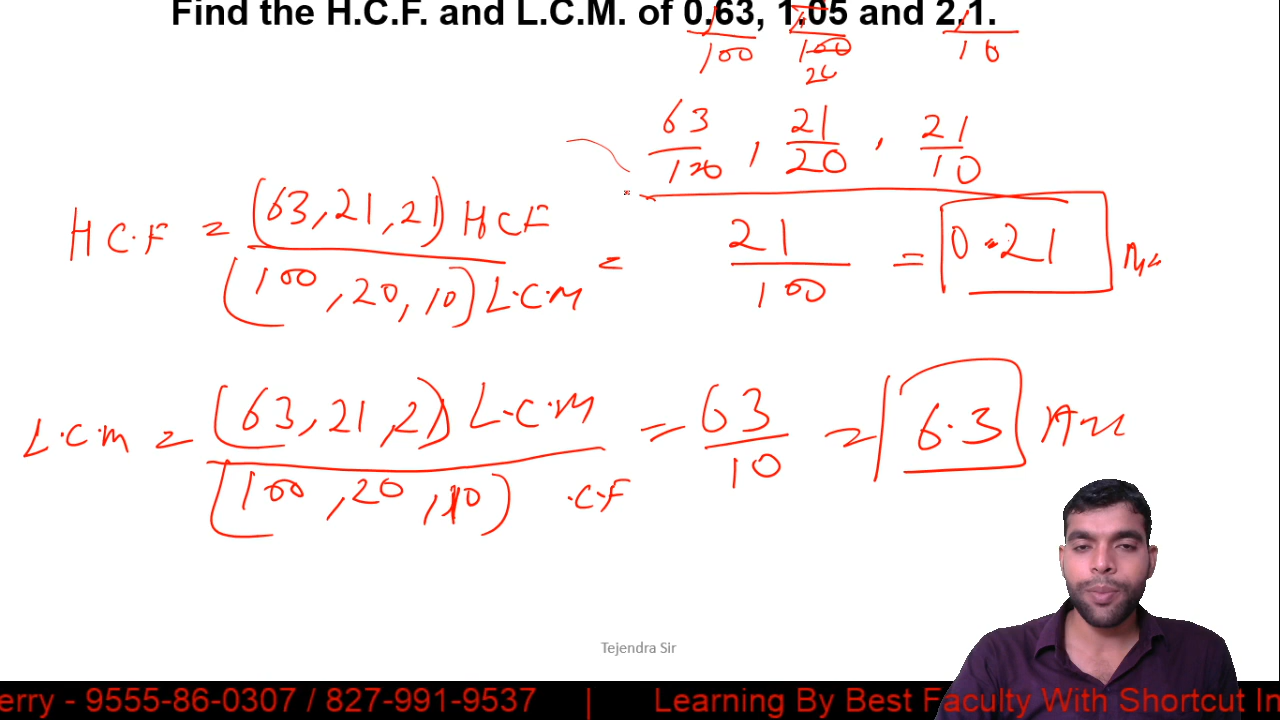 Find the H.C.F. and L.C.M. of 0.63, 1.05 and 2.1.
100 100 10
20
63/100 , 21/20 , 21/10
H C.F = (63, 21, 21) HCF / (100, 20, 10) L.C.M = 21/100 = 0.21
L.C.M = (63, 21, 21) L.C.M / (100, 20, 10) .C.F = 63/10 = 6.3
Tejendra Sir
erry - 9555-86-0307 / 827-991-9537 | Learning By Best Faculty With Shortcut In